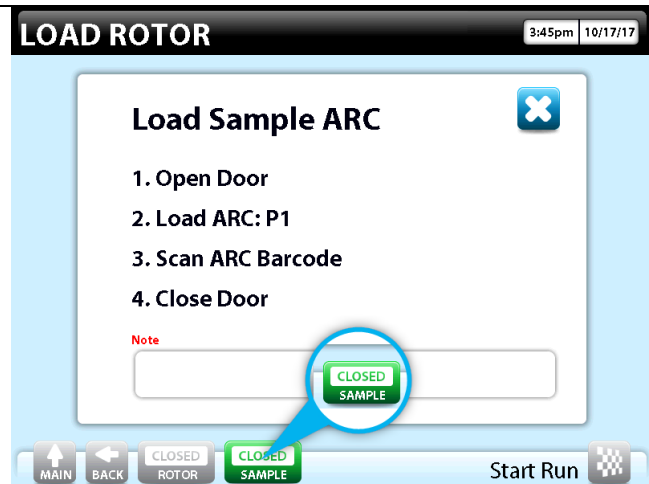 LOAD ROTOR
3:45pm 10/17/17
Load Sample ARC
1. Open Door
2. Load ARC: P1
3. Scan ARC Barcode
4. Close Door
Note
CLOSED
SAMPLE
MAIN
BACK
CLOSED
ROTOR
CLOSED
SAMPLE
Start Run